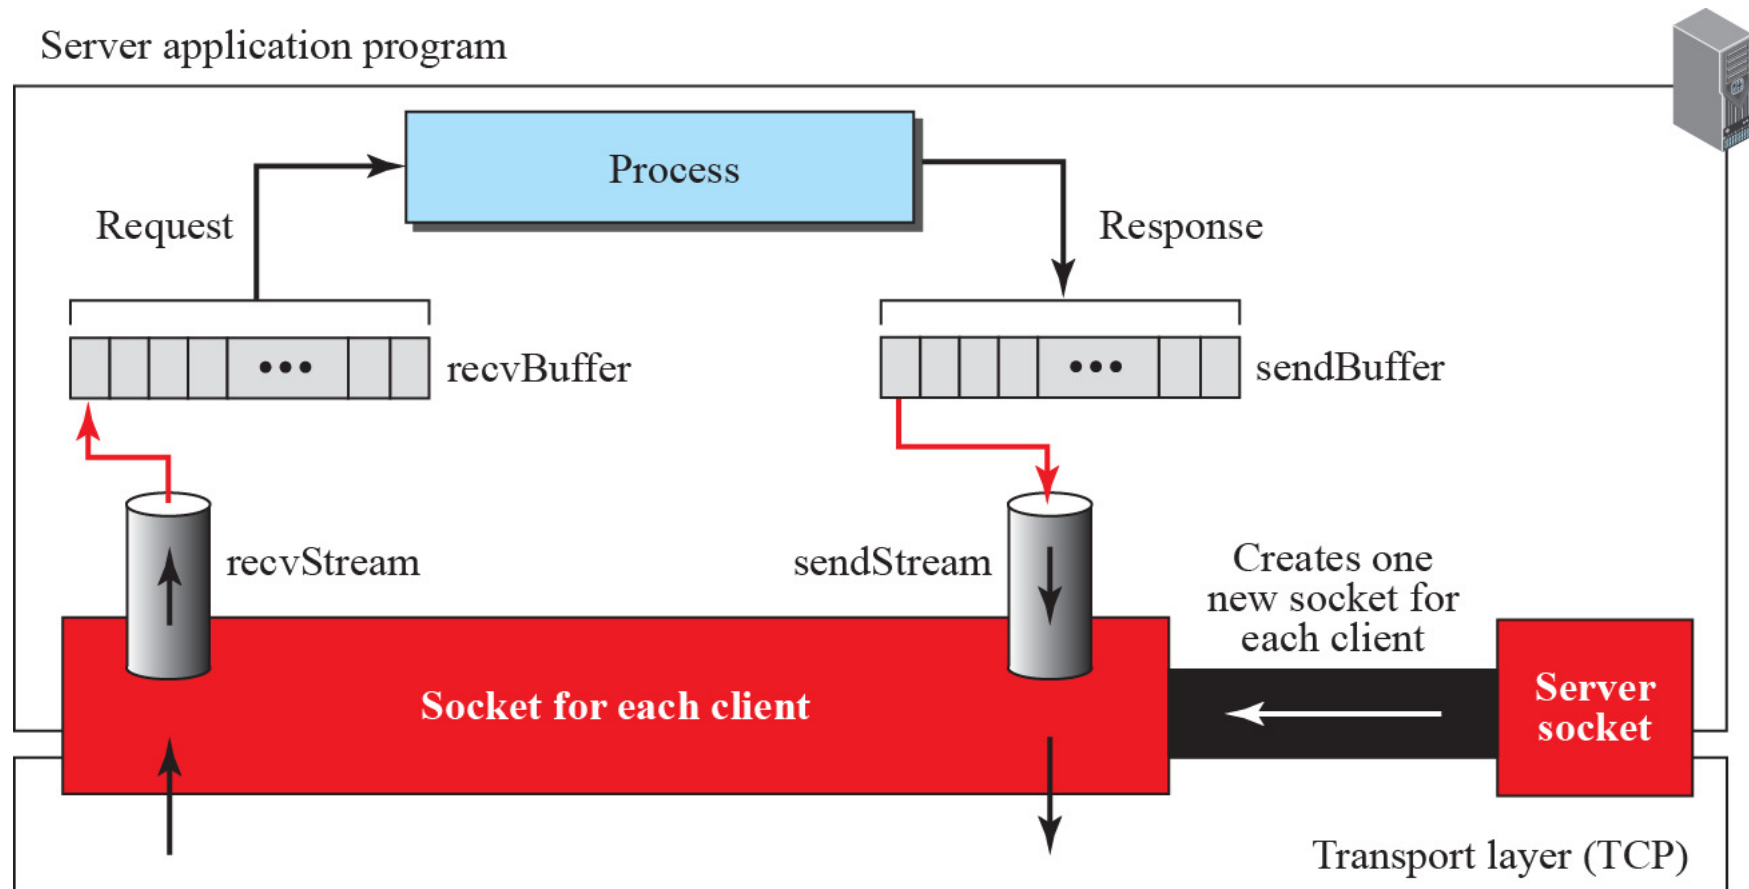 Server application program
Process
Request
Response
recvBuffer
sendBuffer
recvStream
sendStream
Creates one
new socket for
each client
Socket for each client
Server
socket
Transport layer (TCP)